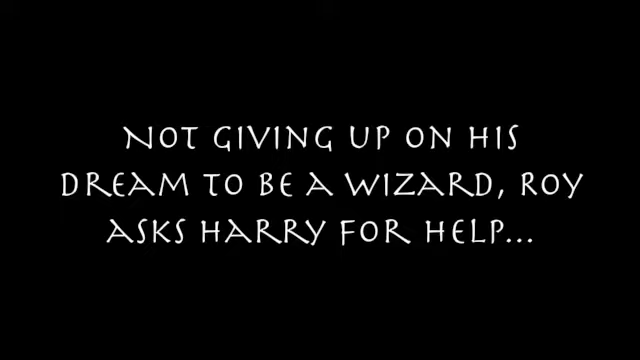 Not giving up on his
dream to be a wizard, Roy
asks Harry for help...